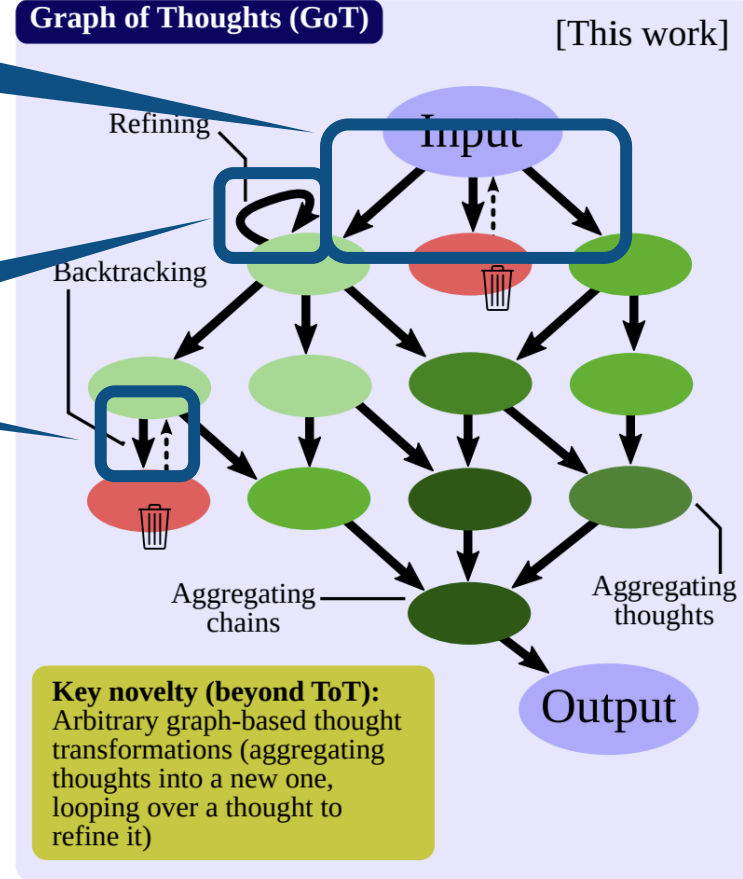 Graph of Thoughts (GoT)
[This work]
Refining
Input
Backtracking
Aggregating
chains
Aggregating
thoughts
Key novelty (beyond ToT):
Arbitrary graph-based thought
transformations (aggregating
thoughts into a new one,
looping over a thought to
refine it)
Output